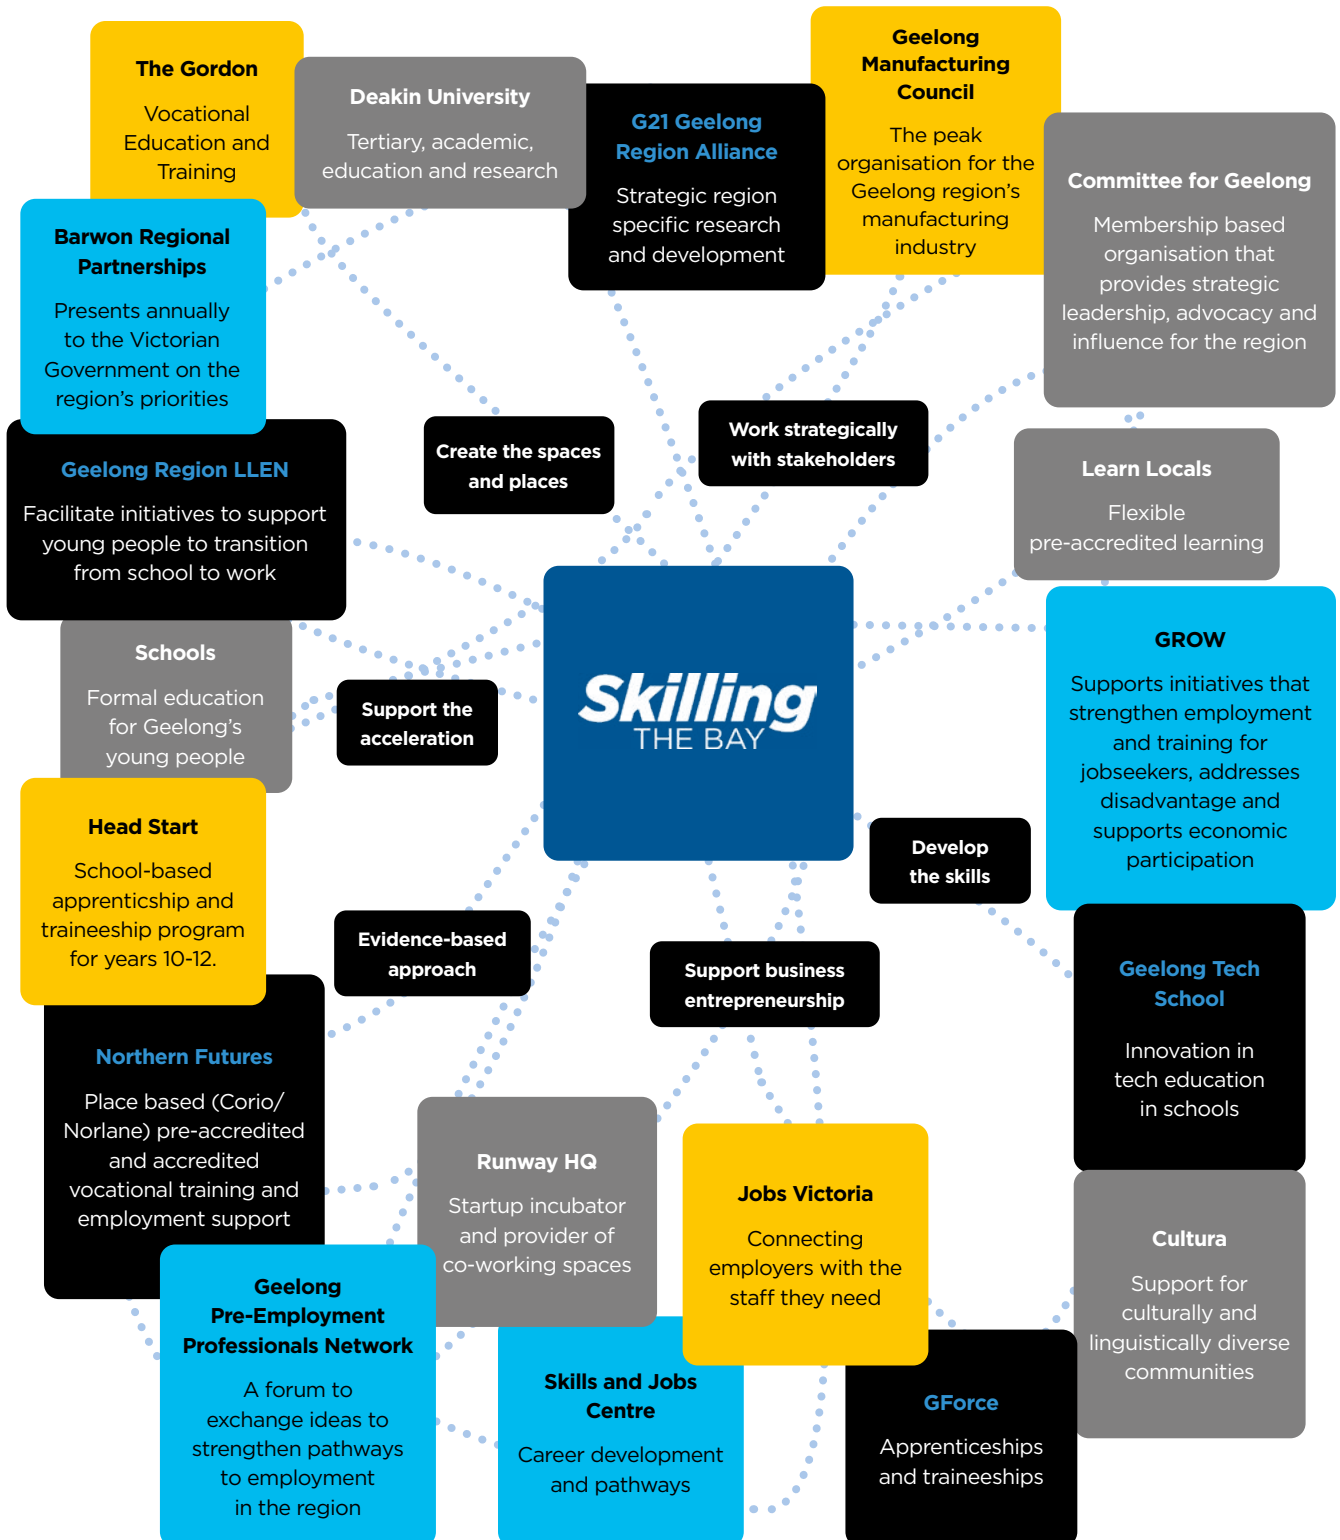 The Gordon
Vocational
Education and
Training
Deakin University
Tertiary, academic,
education and research
G21 Geelong
Region Alliance
Strategic region
specific research
and development
Geelong
Manufacturing
Council
The peak
organisation for the
Geelong region’s
manufacturing
industry
Committee for Geelong
Membership based
organisation that
provides strategic
leadership, advocacy and
influence for the region
Barwon Regional
Partnerships
Presents annually
to the Victorian
Government on the
region’s priorities
Create the spaces
and places
Work strategically
with stakeholders
Learn Locals
Flexible
pre-accredited learning
Geelong Region LLEN
Facilitate initiatives to support
young people to transition
from school to work
Schools
Formal education
for Geelong’s
young people
Support the
acceleration
Skilling
THE BAY
GROW
Supports initiatives that
strengthen employment
and training for
jobseekers, addresses
disadvantage and
supports economic
participation
Head Start
School-based
apprenticship and
traineeship program
for years 10-12.
Develop
the skills
Evidence-based
approach
Support business
entrepreneurship
Geelong Tech
School
Innovation in
tech education
in schools
Northern Futures
Place based (Corio/
Norlane) pre-accredited
and accredited
vocational training and
employment support
Runway HQ
Startup incubator
and provider of
co-working spaces
Jobs Victoria
Connecting
employers with the
staff they need
Cultura
Support for
culturally and
linguistically diverse
communities
Geelong
Pre-Employment
Professionals Network
A forum to
exchange ideas to
strengthen pathways
to employment
in the region
Skills and Jobs
Centre
Career development
and pathways
GForce
Apprenticeships
and traineeships